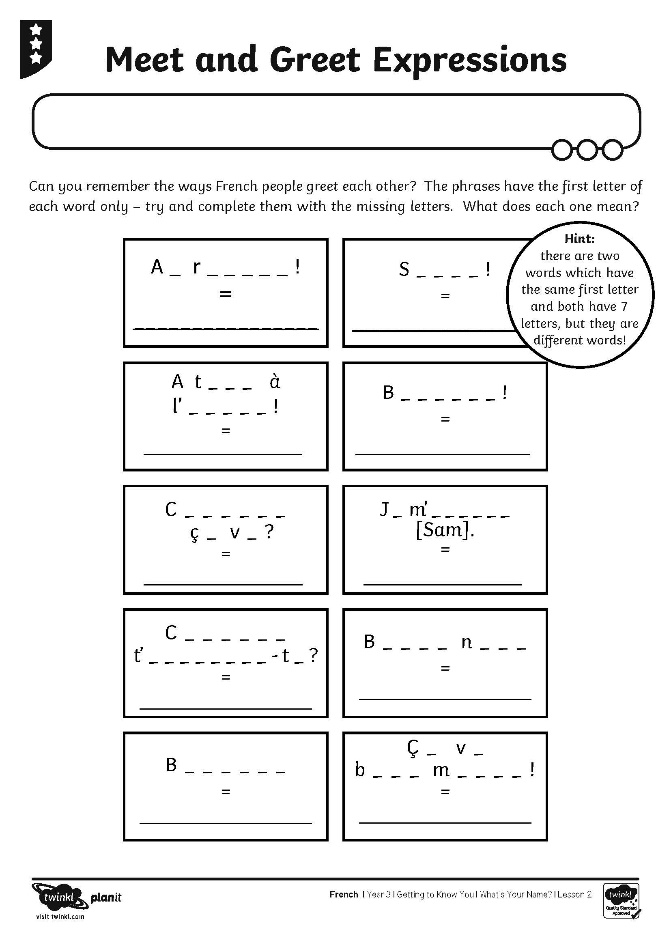 Meet and Greet Expressions
Can you remember the ways French people greet each other?  The phrases have the first letter of
each word only – try and complete them with the missing letters.  What does each one mean?
Hint:
there are two
words which have
the same first letter
and both have 7
letters, but they are
different words!
A _ r _ _ _ _ _ !
=
S _ _ _ _ !
=
A t _ _ _ à
l' _ _ _ _ _ !
=
B _ _ _ _ _ _ !
=
C _ _ _ _ _ _
ç _ v _ ?
=
J _ m' _ _ _ _ _ _
[Sam].
=
C _ _ _ _ _ _
t' _ _ _ _ _ _ _ _ - t _ ?
=
B _ _ _ _ n _ _ _
=
B _ _ _ _ _ _
=
Ç _ v _
b _ _ _ m _ _ _ _ !
=
twinkl planit
visit twinkl.com
French I Year 3 I Getting to Know You I What's Your Name? I Lesson 2
twinkl
Quality Standard
Approved